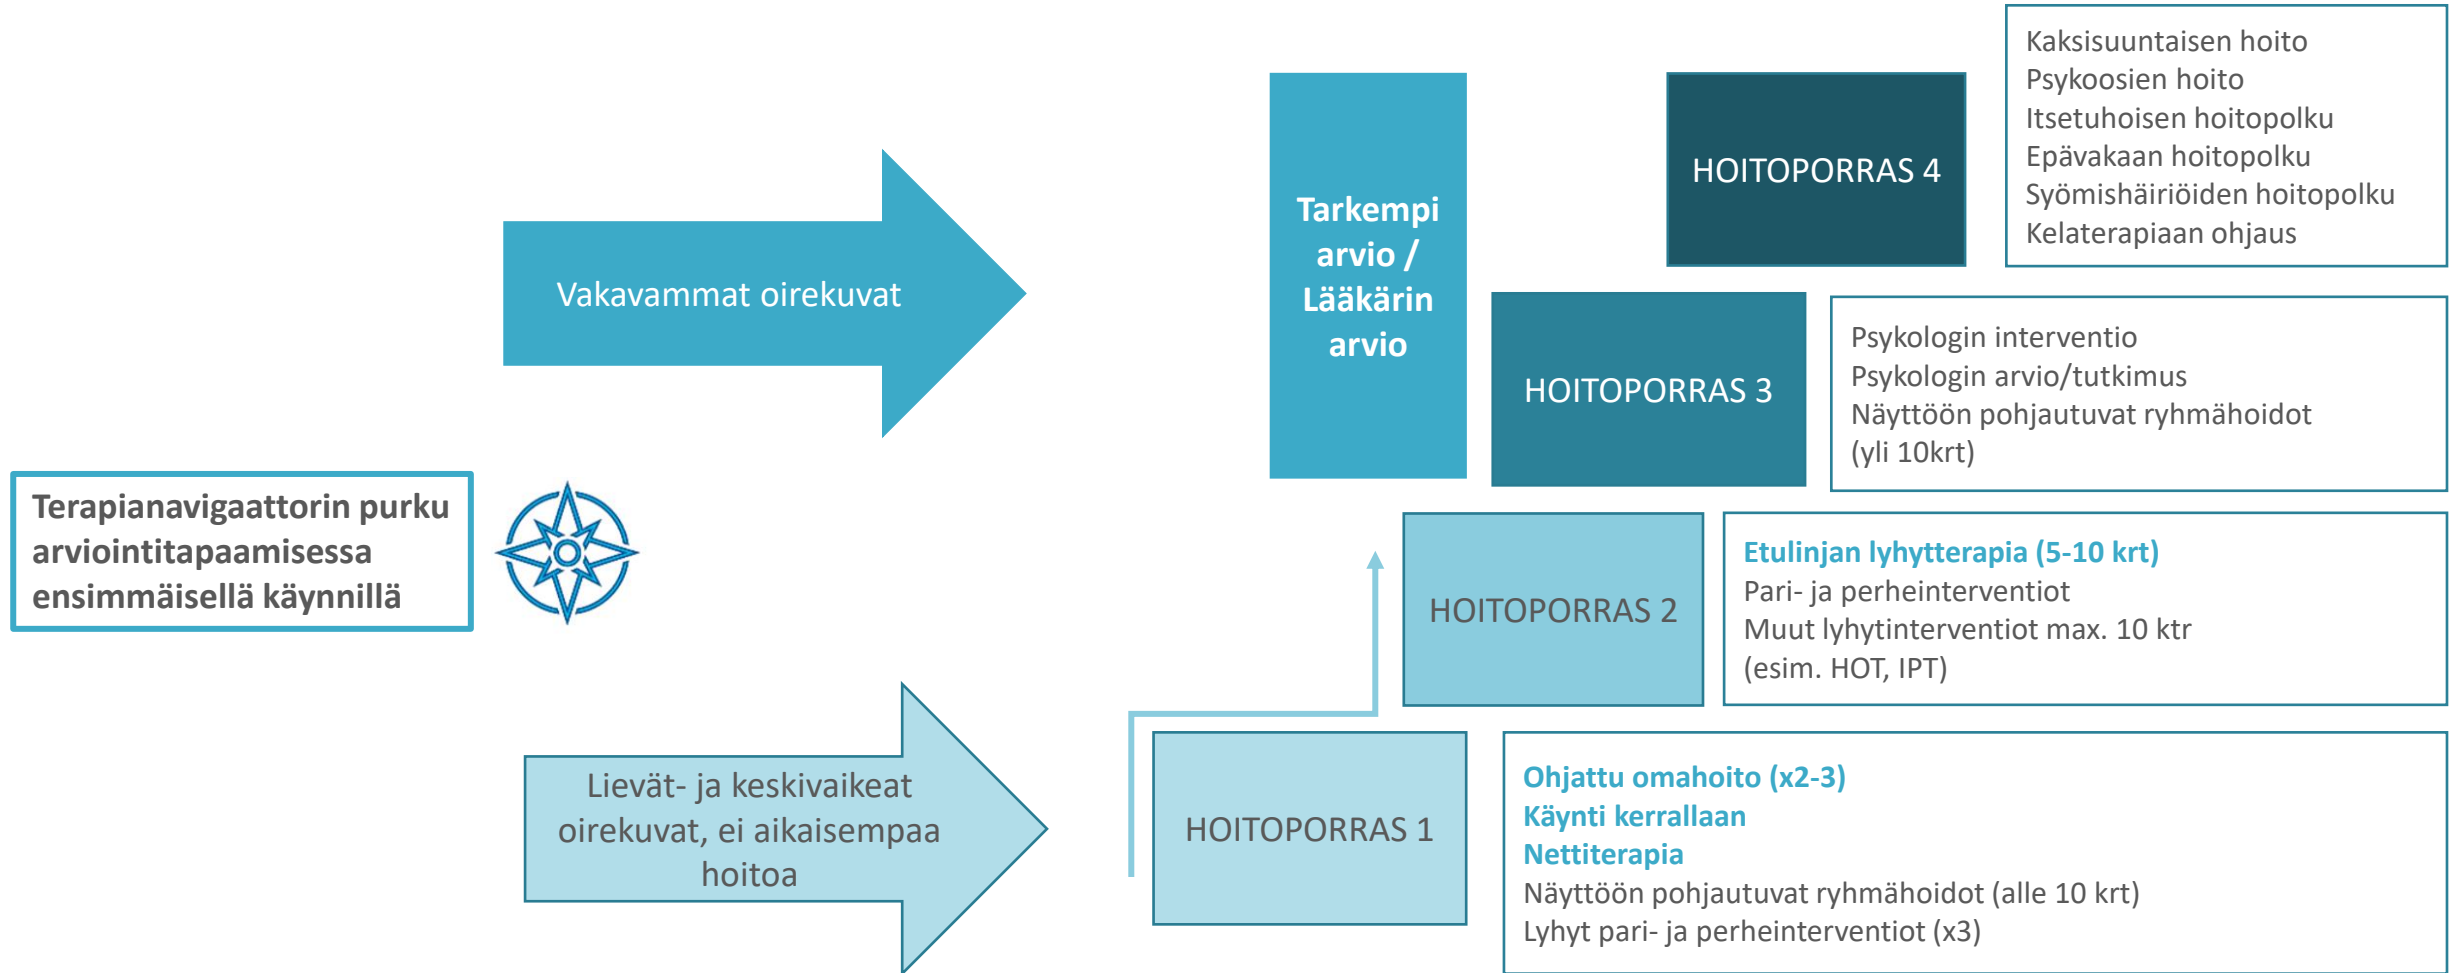 Terapianavigaattorin purku
arviointitapaamisessa
ensimmäisellä käynnillä
Vakavammat oirekuvat
Lievät- ja keskivaikeat
oirekuvat, ei aikaisempaa
hoitoa
Tarkempi
arvio /
Lääkärin
arvio
HOITOPORRAS 4
Kaksisuuntaisen hoito
Psykoosien hoito
Itsetuhoisen hoitopolku
Epävakaan hoitopolku
Syömishäiriöiden hoitopolku
Kelaterapiaan ohjaus
HOITOPORRAS 3
Psykologin interventio
Psykologin arvio/tutkimus
Näyttöön pohjautuvat ryhmähoidot
(yli 10krt)
HOITOPORRAS 2
Etulinjan lyhytterapia (5-10 krt)
Pari- ja perheinterventiot
Muut lyhytinterventiot max. 10 ktr
(esim. HOT, IPT)
HOITOPORRAS 1
Ohjattu omahoito (x2-3)
Käynti kerrallaan
Nettiterapia
Näyttöön pohjautuvat ryhmähoidot (alle 10 krt)
Lyhyt pari- ja perheinterventiot (x3)